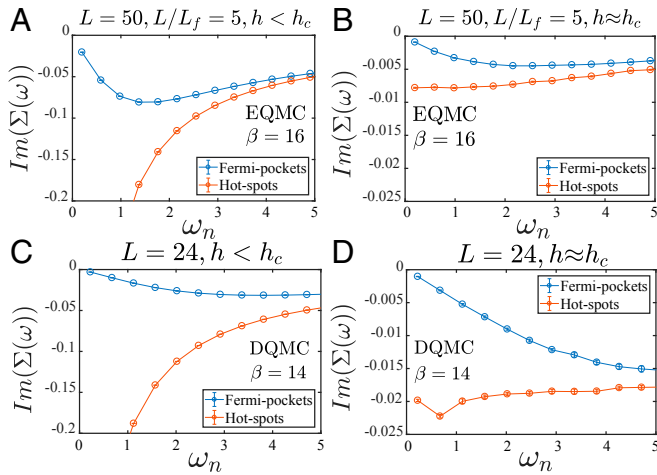 A
L = 50, L/L_f = 5, h < h_c
Im(Σ(ω))
0
-0.05
-0.1
-0.15
-0.2
EQMC
β = 16
Fermi-pockets
Hot-spots
0 1 2 3 4 5
ω_n
B
L = 50, L/L_f = 5, h≈h_c
Im(Σ(ω))
0
-0.005
-0.01
-0.015
-0.02
-0.025
EQMC
β = 16
Fermi-pockets
Hot-spots
0 1 2 3 4 5
ω_n
C
L = 24, h < h_c
Im(Σ(ω))
0
-0.05
-0.1
-0.15
-0.2
DQMC
β = 14
Fermi-pockets
Hot-spots
0 1 2 3 4 5
ω_n
D
L = 24, h≈h_c
Im(Σ(ω))
0
-0.005
-0.01
-0.015
-0.02
-0.025
Fermi-pockets
Hot-spots
DQMC
β = 14
0 1 2 3 4 5
ω_n